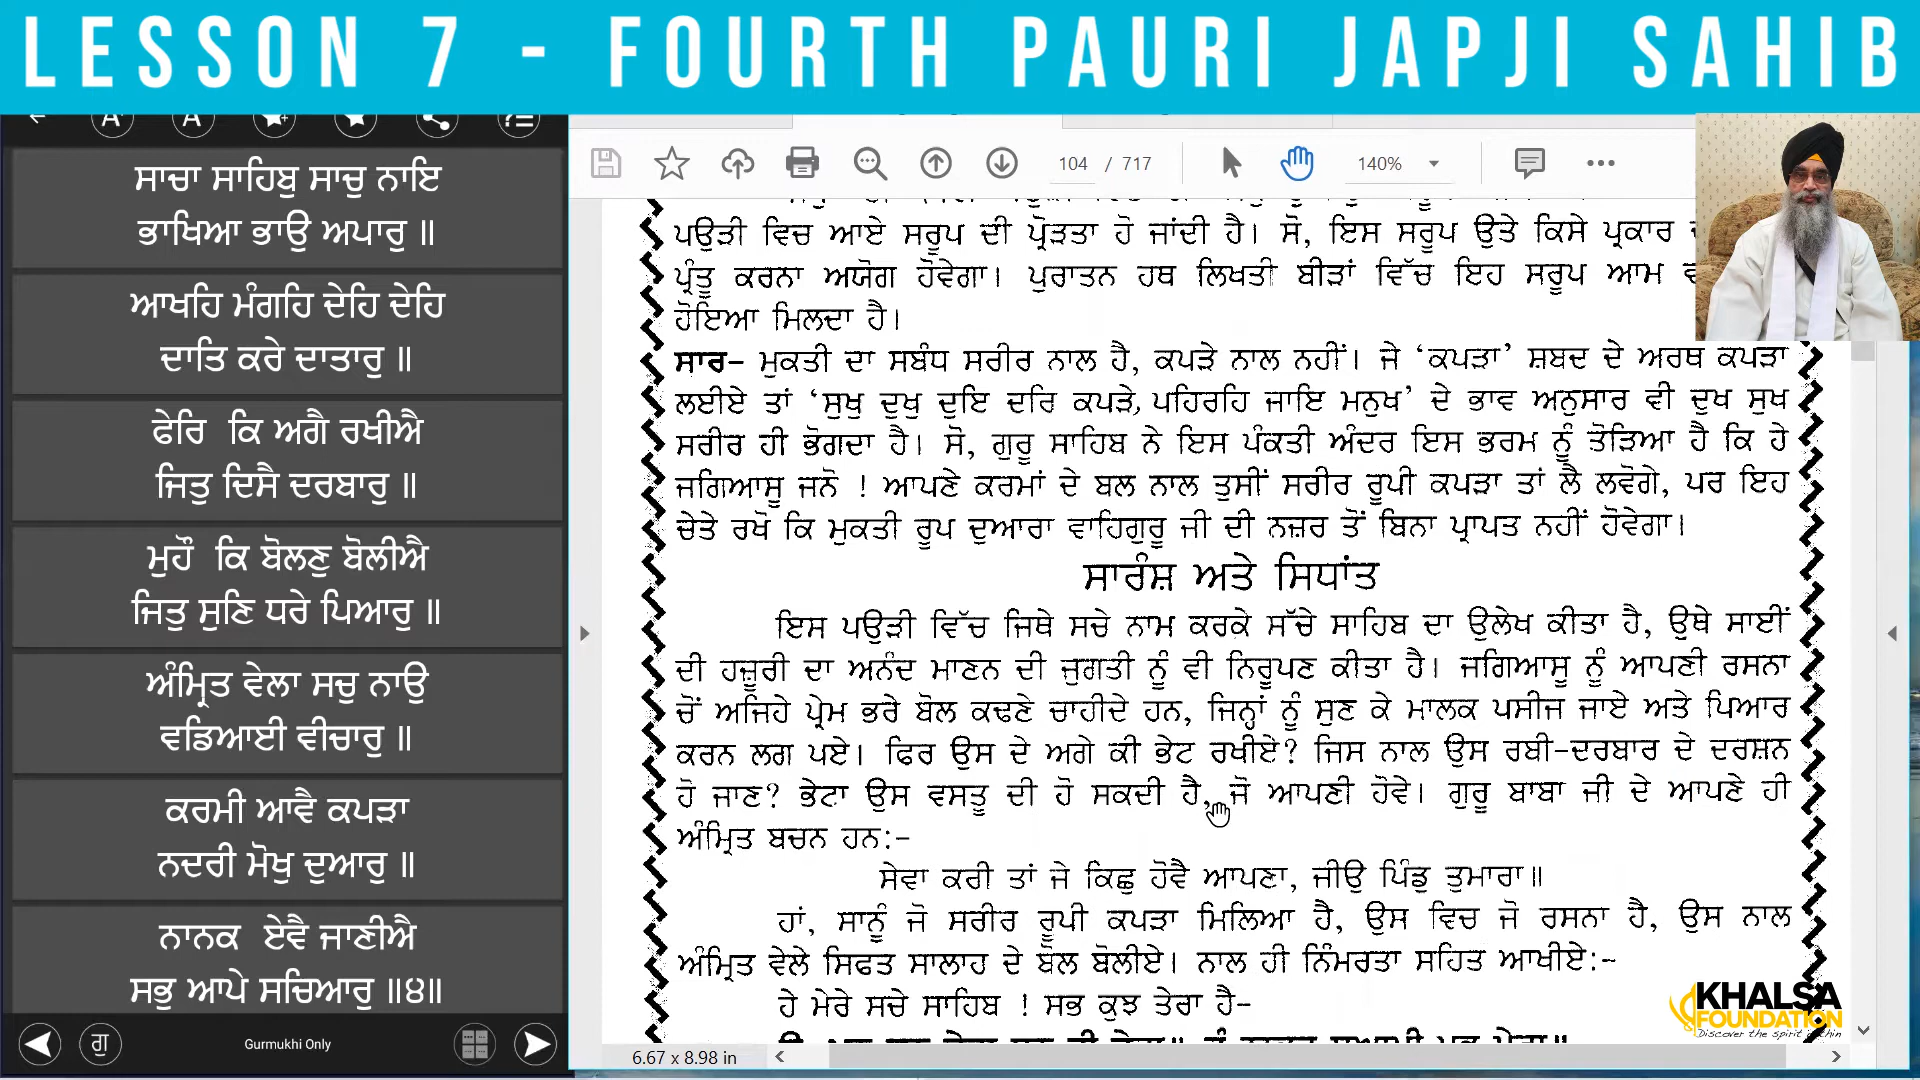 LESSON 7 - FOURTH PAURI JAPJI SAHIB
ਸਾਚਾ ਸਾਹਿਬੁ ਸਾਚੁ ਨਾਇ
ਭਾਖਿਆ ਭਾਉ ਅਪਾਰੁ ॥
ਆਖਹਿ ਮੰਗਹਿ ਦੇਹਿ ਦੇਹਿ
ਦਾਤਿ ਕਰੇ ਦਾਤਾਰੁ ॥
ਫੇਰਿ ਕਿ ਅਗੈ ਰਖੀਐ
ਜਿਤੁ ਦਿਸੈ ਦਰਬਾਰੁ ॥
ਮੁਹੌ ਕਿ ਬੋਲਣੁ ਬੋਲੀਐ
ਜਿਤੁ ਸੁਣਿ ਧਰੇ ਪਿਆਰੁ ॥
ਅੰਮ੍ਰਿਤ ਵੇਲਾ ਸਚੁ ਨਾਉ
ਵਡਿਆਈ ਵੀਚਾਰੁ ॥
ਕਰਮੀ ਆਵੈ ਕਪੜਾ
ਨਦਰੀ ਮੋਖੁ ਦੁਆਰੁ ॥
ਨਾਨਕ ਏਵੈ ਜਾਣੀਐ
ਸਭੁ ਆਪੇ ਸਚਿਆਰੁ ॥੪॥
ਗੁ
Gurmukhi Only
104 / 717
140%
ਪਉੜੀ ਵਿਚ ਆਏ ਸਰੂਪ ਦੀ ਪ੍ਰੋੜਤਾ ਹੋ ਜਾਂਦੀ ਹੈ। ਸੋ, ਇਸ ਸਰੂਪ ਉਤੇ ਕਿਸੇ ਪ੍ਰਕਾਰ
ਪ੍ਰੰਤੂ ਕਰਨਾ ਅਯੋਗ ਹੋਵੇਗਾ। ਪੁਰਾਤਨ ਹਥ ਲਿਖਤੀ ਬੀੜਾਂ ਵਿੱਚ ਇਹ ਸਰੂਪ ਆਮ
ਹੋਇਆ ਮਿਲਦਾ ਹੈ।
ਸਾਰ- ਮੁਕਤੀ ਦਾ ਸਬੰਧ ਸਰੀਰ ਨਾਲ ਹੈ, ਕਪੜੇ ਨਾਲ ਨਹੀਂ। ਜੇ ‘ਕਪੜਾ’ ਸ਼ਬਦ ਦੇ ਅਰਥ ਕਪੜਾ
ਲਈਏ ਤਾਂ ‘ਸੁਖੁ ਦੁਖੁ ਦੁਇ ਦਰਿ ਕਪੜੇ, ਪਹਿਰਹਿ ਜਾਇ ਮਨੁਖ’ ਦੇ ਭਾਵ ਅਨੁਸਾਰ ਵੀ ਦੁਖ ਸੁਖ
ਸਰੀਰ ਹੀ ਭੋਗਦਾ ਹੈ। ਸੋ, ਗੁਰੂ ਸਾਹਿਬ ਨੇ ਇਸ ਪੰਕਤੀ ਅੰਦਰ ਇਸ ਭਰਮ ਨੂੰ ਤੋੜਿਆ ਹੈ ਕਿ ਹੇ
ਜਗਿਆਸੂ ਜਨੋ ! ਆਪਣੇ ਕਰਮਾਂ ਦੇ ਬਲ ਨਾਲ ਤੁਸੀਂ ਸਰੀਰ ਰੂਪੀ ਕਪੜਾ ਤਾਂ ਲੈ ਲਵੋਗੇ, ਪਰ ਇਹ
ਚੇਤੇ ਰਖੋ ਕਿ ਮੁਕਤੀ ਰੂਪ ਦੁਆਰਾ ਵਾਹਿਗੁਰੂ ਜੀ ਦੀ ਨਜ਼ਰ ਤੋਂ ਬਿਨਾ ਪ੍ਰਾਪਤ ਨਹੀਂ ਹੋਵੇਗਾ।
ਸਾਰੰਸ਼ ਅਤੇ ਸਿਧਾਂਤ
ਇਸ ਪਉੜੀ ਵਿੱਚ ਜਿਥੇ ਸਚੇ ਨਾਮ ਕਰਕੇ ਸੱਚੇ ਸਾਹਿਬ ਦਾ ਉਲੇਖ ਕੀਤਾ ਹੈ, ਉਥੇ ਸਾਈਂ
ਦੀ ਹਜ਼ੂਰੀ ਦਾ ਅਨੰਦ ਮਾਣਨ ਦੀ ਜੁਗਤੀ ਨੂੰ ਵੀ ਨਿਰੂਪਣ ਕੀਤਾ ਹੈ। ਜਗਿਆਸੂ ਨੂੰ ਆਪਣੀ ਰਸਨਾ
ਚੋਂ ਅਜਿਹੇ ਪ੍ਰੇਮ ਭਰੇ ਬੋਲ ਕਢਣੇ ਚਾਹੀਦੇ ਹਨ, ਜਿਨ੍ਹਾਂ ਨੂੰ ਸੁਣ ਕੇ ਮਾਲਕ ਪਸੀਜ ਜਾਏ ਅਤੇ ਪਿਆਰ
ਕਰਨ ਲਗ ਪਏ। ਫਿਰ ਉਸ ਦੇ ਅਗੇ ਕੀ ਭੇਟ ਰਖੀਏ? ਜਿਸ ਨਾਲ ਉਸ ਰਬੀ-ਦਰਬਾਰ ਦੇ ਦਰਸ਼ਨ
ਹੋ ਜਾਣ? ਭੇਟਾ ਉਸ ਵਸਤੂ ਦੀ ਹੋ ਸਕਦੀ ਹੈ, ਜੋ ਆਪਣੀ ਹੋਵੇ। ਗੁਰੂ ਬਾਬਾ ਜੀ ਦੇ ਆਪਣੇ ਹੀ
ਅੰਮ੍ਰਿਤ ਬਚਨ ਹਨ:-
ਸੇਵਾ ਕਰੀ ਤਾਂ ਜੇ ਕਿਛੁ ਹੋਵੈ ਆਪਣਾ, ਜੀਉ ਪਿੰਡੁ ਤੁਮਾਰਾ॥
ਹਾਂ, ਸਾਨੂੰ ਜੋ ਸਰੀਰ ਰੂਪੀ ਕਪੜਾ ਮਿਲਿਆ ਹੈ, ਉਸ ਵਿਚ ਜੋ ਰਸਨਾ ਹੈ, ਉਸ ਨਾਲ
ਅੰਮ੍ਰਿਤ ਵੇਲੇ ਸਿਫਤ ਸਾਲਾਹ ਦੇ ਬੋਲ ਬੋਲੀਏ। ਨਾਲ ਹੀ ਨਿੰਮਰਤਾ ਸਹਿਤ ਆਖੀਏ:-
ਹੇ ਮੇਰੇ ਸਚੇ ਸਾਹਿਬ ! ਸਭ ਕੁਝ ਤੇਰਾ ਹੈ-
6.67 x 8.98 in
KHALSA
FOUNDATION
Discover the spirit within